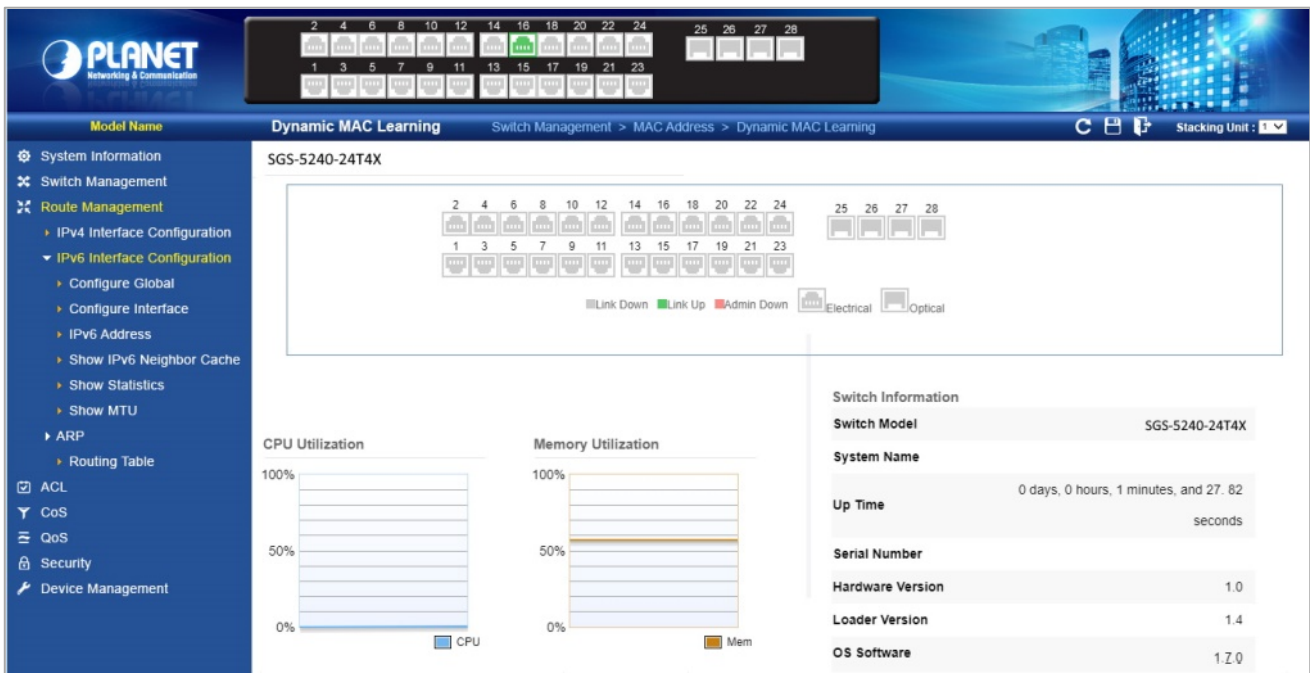 2 4 6 8 10 12 14 16 18 20 22 24 25 26 27 28
1 3 5 7 9 11 13 15 17 19 21 23
PLANET
Networking & Communication
Model Name
Dynamic MAC Learning
Switch Management > MAC Address > Dynamic MAC Learning
Stacking Unit : 1
System Information
Switch Management
Route Management
IPv4 Interface Configuration
IPv6 Interface Configuration
Configure Global
Configure Interface
IPv6 Address
Show IPv6 Neighbor Cache
Show Statistics
Show MTU
ARP
Routing Table
ACL
CoS
QoS
Security
Device Management
SGS-5240-24T4X
2 4 6 8 10 12 14 16 18 20 22 24 25 26 27 28
1 3 5 7 9 11 13 15 17 19 21 23
Link Down Link Up Admin Down Electrical Optical
CPU Utilization
100%
50%
0%
CPU
Memory Utilization
100%
50%
0%
Mem
Switch Information
Switch Model SGS-5240-24T4X
System Name
Up Time 0 days, 0 hours, 1 minutes, and 27. 82
seconds
Serial Number
Hardware Version 1.0
Loader Version 1.4
OS Software 1.7.0